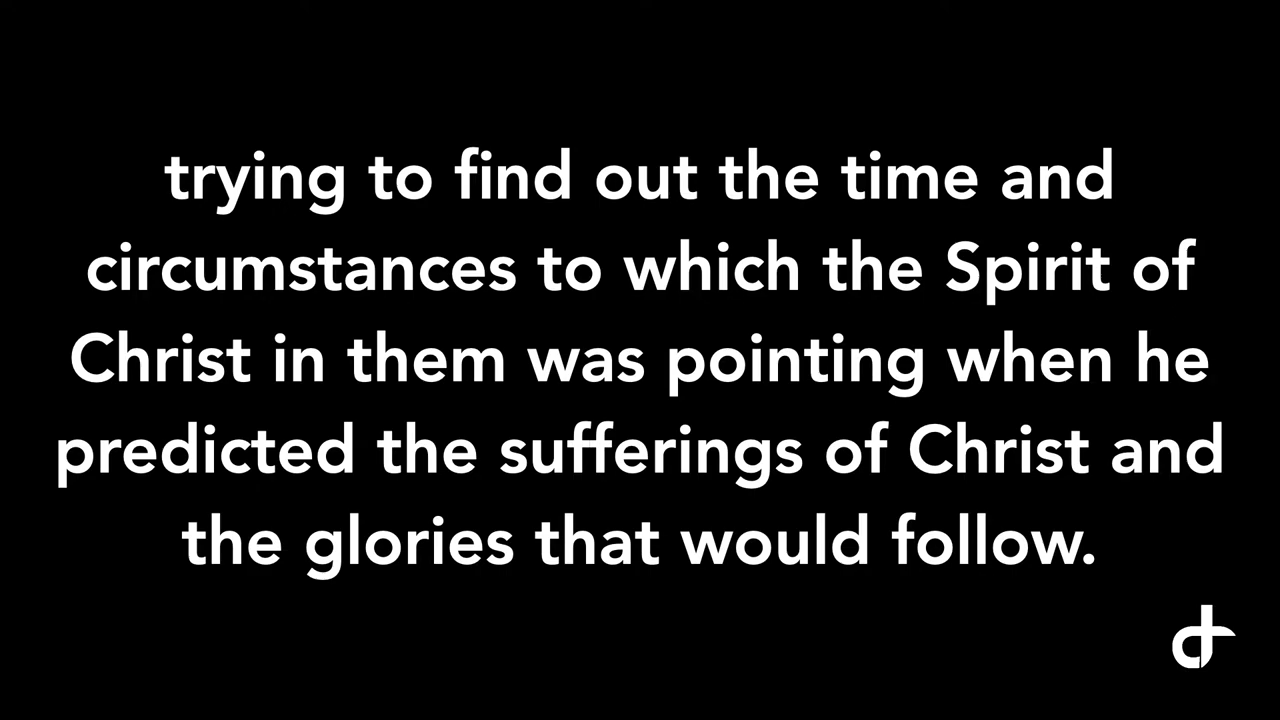 trying to find out the time and
circumstances to which the Spirit of
Christ in them was pointing when he
predicted the sufferings of Christ and
the glories that would follow.